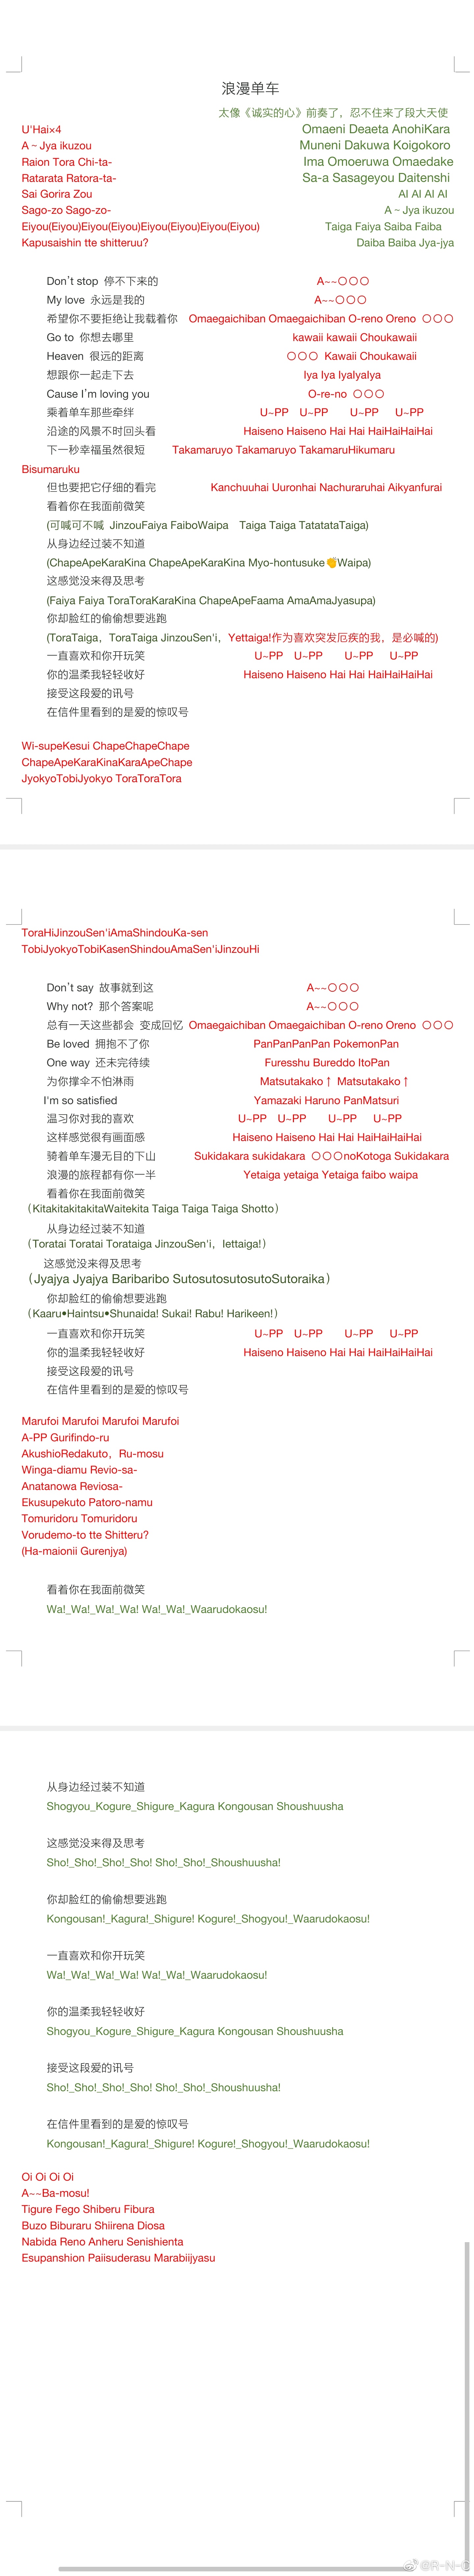 浪漫单车
太像《诚实的心》前奏了，忍不住来了段大天使
U'Hai×4 Omaeni Deaeta AnohiKara
A～Jya ikuzou Muneni Dakuwa Koigokoro
Raion Tora Chi-ta- Ima Omoeruwa Omaedake
Ratarata Ratora-ta- Sa-a Sasageyou Daitenshi
Sai Gorira Zou AI AI AI AI
Sago-zo Sago-zo- A～Jya ikuzou
Eiyou(Eiyou)Eiyou(Eiyou)Eiyou(Eiyou)Eiyou(Eiyou) Taiga Faiya Saiba Faiba
Kapusaishin tte shitteruu? Daiba Baiba Jya-jya
Don't stop 停不下来的 A~~〇〇〇
My love 永远是我的 A~~〇〇〇
希望你不要拒绝让我载着你 Omaegaichiban Omaegaichiban O-reno Oreno 〇〇〇
Go to 你想去哪里 kawaii kawaii Choukawaii
Heaven 很远的距离 〇〇〇 Kawaii Choukawaii
想跟你一起走下去 Iya Iya IyaIyaIya
Cause I'm loving you O-re-no 〇〇〇
乘着单车那些牵绊 U~PP U~PP U~PP U~PP
沿途的风景不时回头看 Haiseno Haiseno Hai Hai HaiHaiHaiHai
下一秒幸福虽然很短 Takamaruyo Takamaruyo TakamaruHikumaru
Bisumaruku
但也要把它仔细的看完 Kanchuuhai Uuronhai Nachuraruhai Aikyanfurai
看着你在我面前微笑
(可喊可不喊 JinzouFaiya FaiboWaipa Taiga Taiga TatatataTaiga)
从身边经过装不知道
(ChapeApeKaraKina ChapeApeKaraKina Myo-hontusuke👏Waipa)
这感觉没来得及思考
(Faiya Faiya ToraToraKaraKina ChapeApeFaama AmaAmaJyasupa)
你却脸红的偷偷想要逃跑
(ToraTaiga，ToraTaiga JinzouSen'i，Yettaiga!作为喜欢突发厄疾的我，是必喊的)
一直喜欢和你开玩笑 U~PP U~PP U~PP U~PP
你的温柔我轻轻收好 Haiseno Haiseno Hai Hai HaiHaiHaiHai
接受这段爱的讯号
在信件里看到的是爱的惊叹号
Wi-supeKesui ChapeChapeChape
ChapeApeKaraKinaKaraApeChape
JyokyoTobiJyokyo ToraToraTora
ToraHiJinzouSen'iAmaShindouKa-sen
TobiJyokyoTobiKasenShindouAmaSen'iJinzouHi
Don't say 故事就到这 A~~〇〇〇
Why not? 那个答案呢 A~~〇〇〇
总有一天这些都会 变成回忆 Omaegaichiban Omaegaichiban O-reno Oreno 〇〇〇
Be loved 拥抱不了你 PanPanPanPan PokemonPan
One way 还未完待续 Furesshu Bureddo ItoPan
为你撑伞不怕淋雨 Matsutakako↑ Matsutakako↑
I'm so satisfied Yamazaki Haruno PanMatsuri
温习你对我的喜欢 U~PP U~PP U~PP U~PP
这样感觉很有画面感 Haiseno Haiseno Hai Hai HaiHaiHaiHai
骑着单车漫无目的下山 Sukidakara sukidakara 〇〇〇noKotoga Sukidakara
浪漫的旅程都有你一半 Yetaiga yetaiga Yetaiga faibo waipa
看着你在我面前微笑
（KitakitakitakitaWaitekita Taiga Taiga Taiga Shotto）
从身边经过装不知道
（Toratai Toratai Torataiga JinzouSen'i，Iettaiga!）
这感觉没来得及思考
（Jyajya Jyajya Baribaribo SutosutosutosutoSutoraika）
你却脸红的偷偷想要逃跑
（Kaaru•Haintsu•Shunaida! Sukai! Rabu! Harikeen!）
一直喜欢和你开玩笑 U~PP U~PP U~PP U~PP
你的温柔我轻轻收好 Haiseno Haiseno Hai Hai HaiHaiHaiHai
接受这段爱的讯号
在信件里看到的是爱的惊叹号
Marufoi Marufoi Marufoi Marufoi
A-PP Gurifindo-ru
AkushioRedakuto，Ru-mosu
Winga-diamu Revio-sa-
Anatanowa Reviosa-
Ekusupekuto Patoro-namu
Tomuridoru Tomuridoru
Vorudemo-to tte Shitteru?
(Ha-maionii Gurenjya)
看着你在我面前微笑
Wa!_Wa!_Wa!_Wa! Wa!_Wa!_Waarudokaosu!
从身边经过装不知道
Shogyou_Kogure_Shigure_Kagura Kongousan Shoushuusha
这感觉没来得及思考
Sho!_Sho!_Sho!_Sho! Sho!_Sho!_Shoushuusha!
你却脸红的偷偷想要逃跑
Kongousan!_Kagura!_Shigure! Kogure!_Shogyou!_Waarudokaosu!
一直喜欢和你开玩笑
Wa!_Wa!_Wa!_Wa! Wa!_Wa!_Waarudokaosu!
你的温柔我轻轻收好
Shogyou_Kogure_Shigure_Kagura Kongousan Shoushuusha
接受这段爱的讯号
Sho!_Sho!_Sho!_Sho! Sho!_Sho!_Shoushuusha!
在信件里看到的是爱的惊叹号
Kongousan!_Kagura!_Shigure! Kogure!_Shogyou!_Waarudokaosu!
Oi Oi Oi Oi
A~~Ba-mosu!
Tigure Fego Shiberu Fibura
Buzo Biburaru Shiirena Diosa
Nabida Reno Anheru Senishienta
Esupanshion Paiisuderasu Marabiijyasu